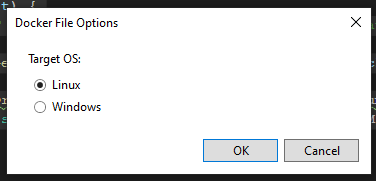 Docker File Options
Target OS:
Linux
Windows
OK
Cancel